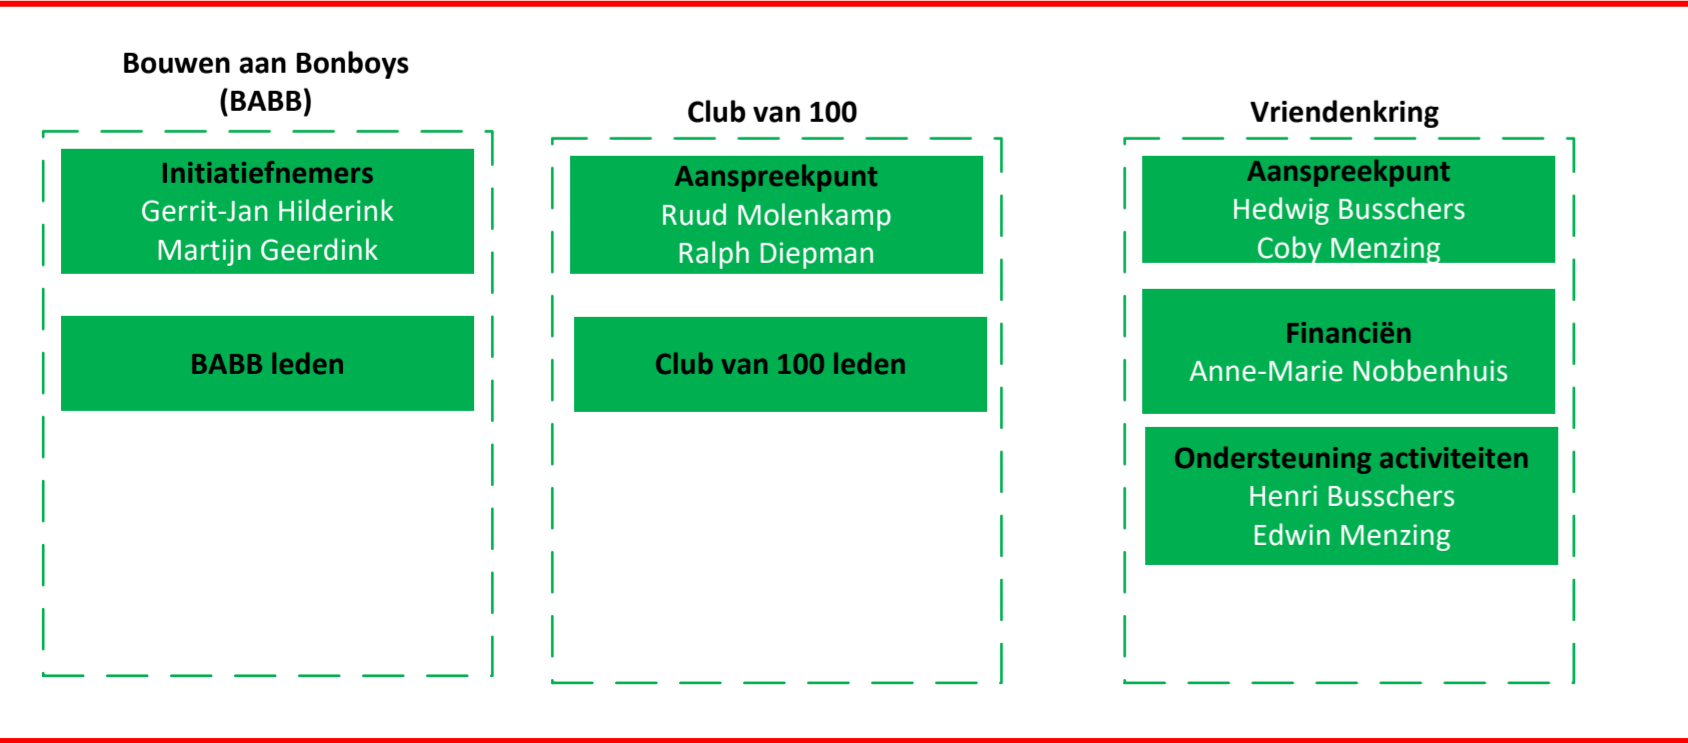 Bouwen aan Bonboys
(BABB)
Initiatiefnemers
Gerrit-Jan Hilderink
Martijn Geerdink
BABB leden
Club van 100
Aanspreekpunt
Ruud Molenkamp
Ralph Diepman
Club van 100 leden
Vriendenkring
Aanspreekpunt
Hedwig Busschers
Coby Menzing
Financiën
Anne-Marie Nobbenhuis
Ondersteuning activiteiten
Henri Busschers
Edwin Menzing